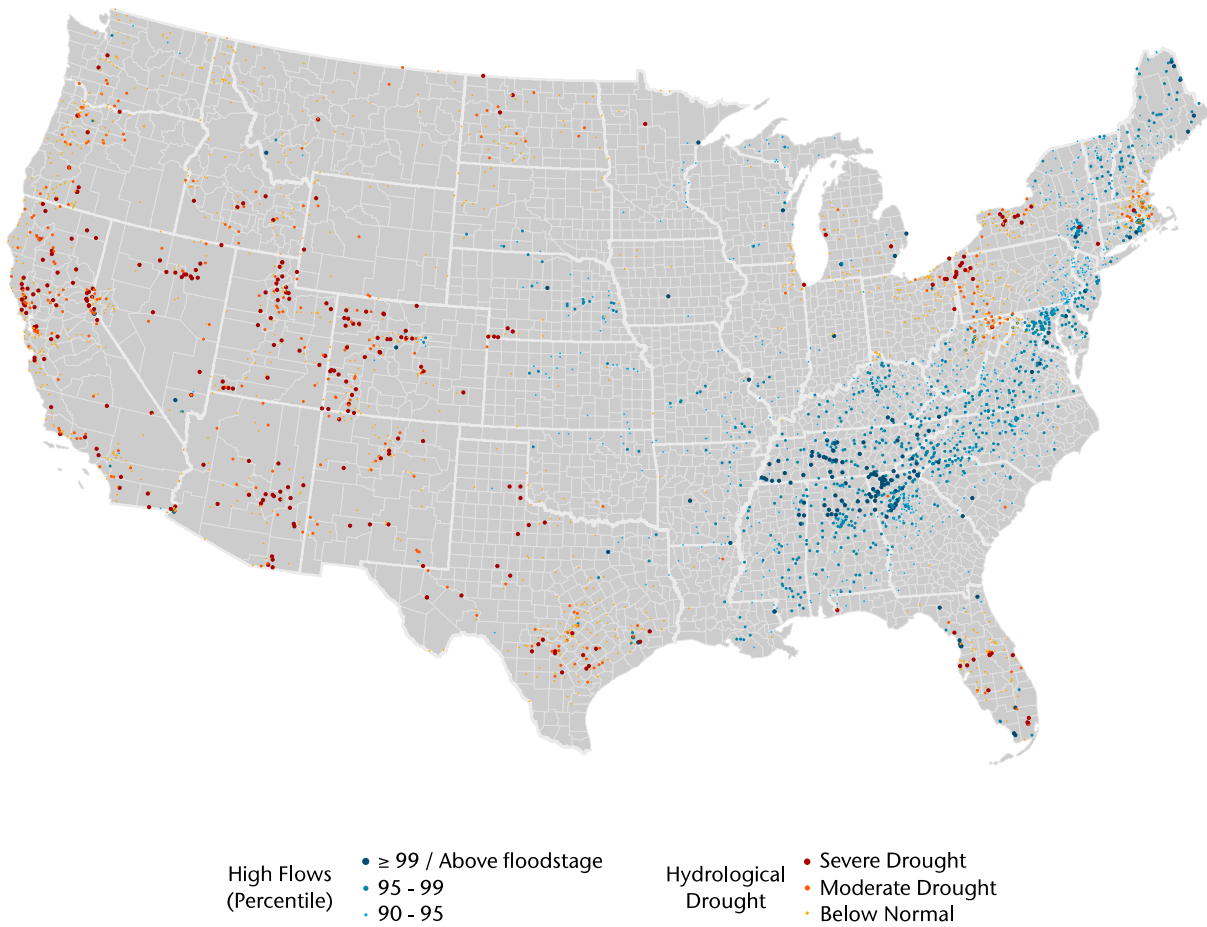 High Flows
(Percentile)
≥ 99 / Above floodstage
95 - 99
90 - 95
Hydrological
Drought
Severe Drought
Moderate Drought
Below Normal